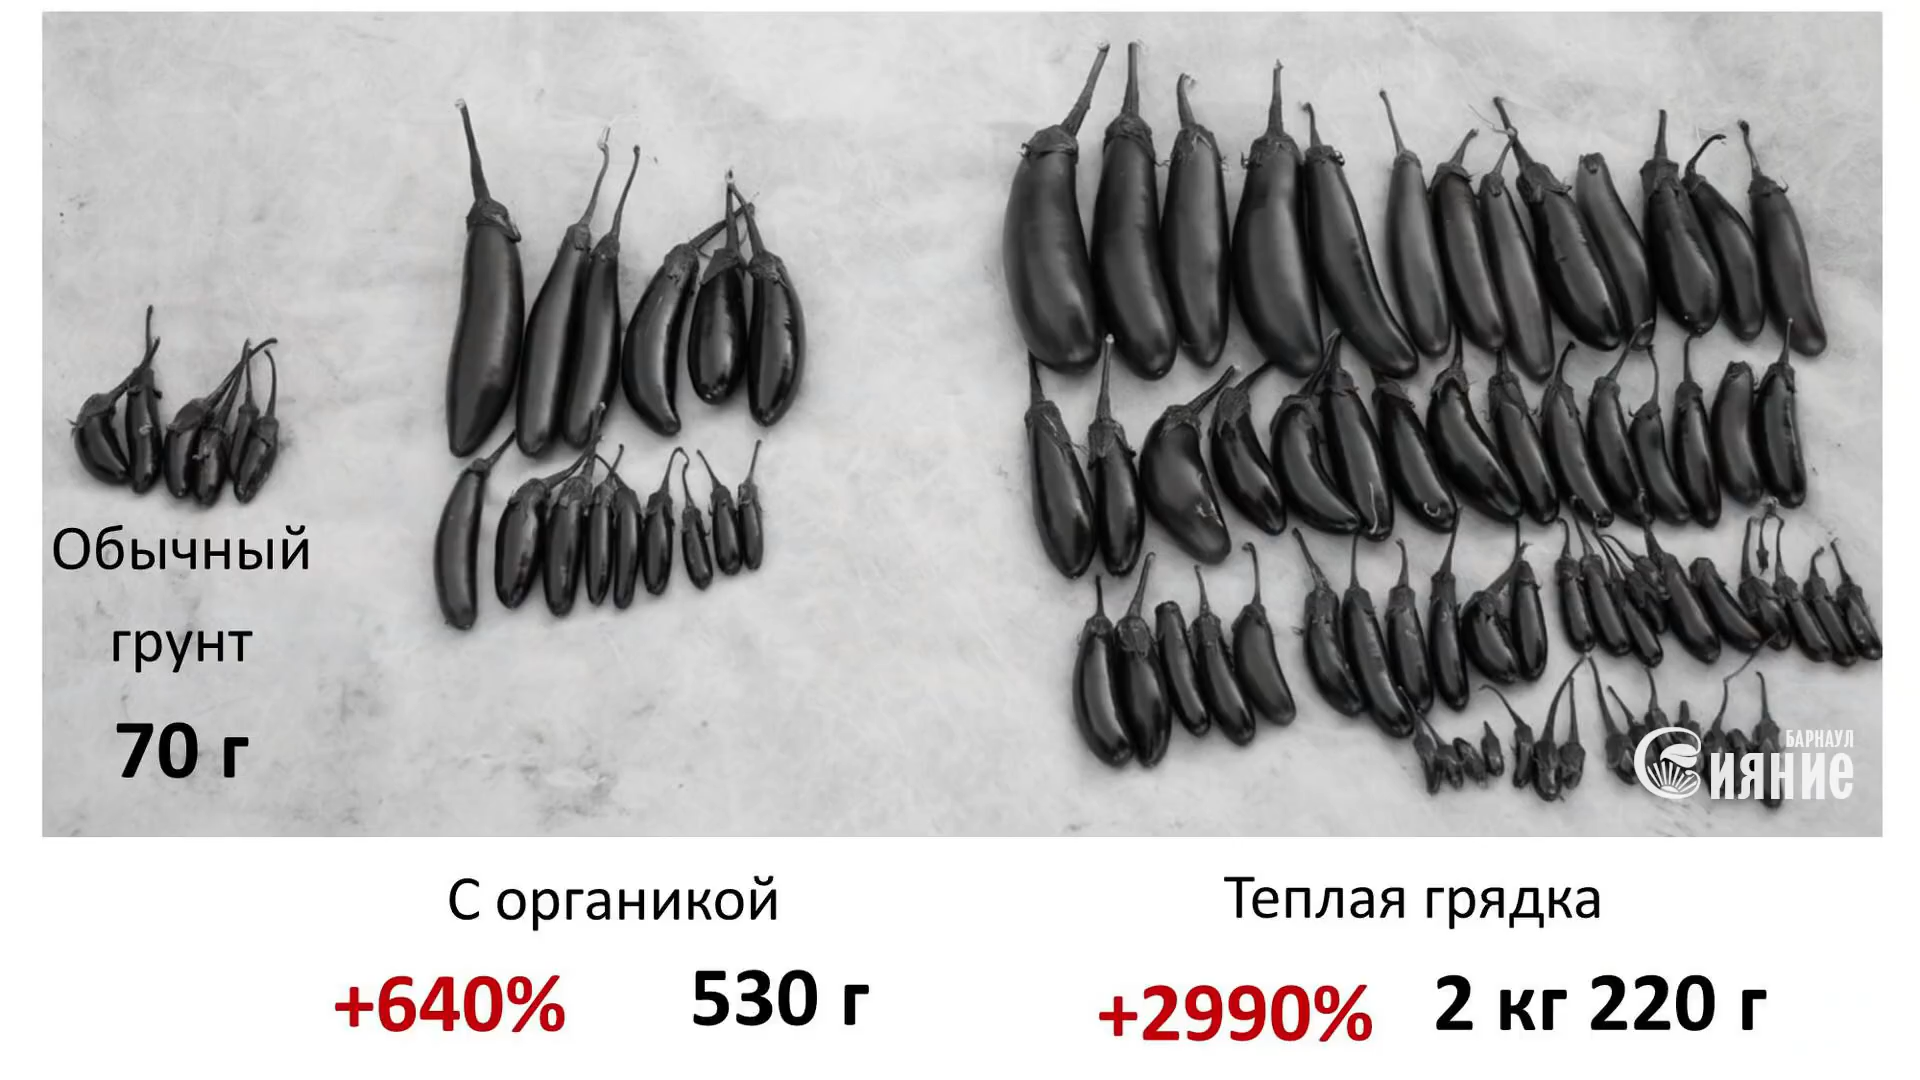 Обычный
грунт
70 г
БАРНАУЛ
Сияние
С органикой
Теплая грядка
+640%
530 г
+2990%
2 кг 220 г